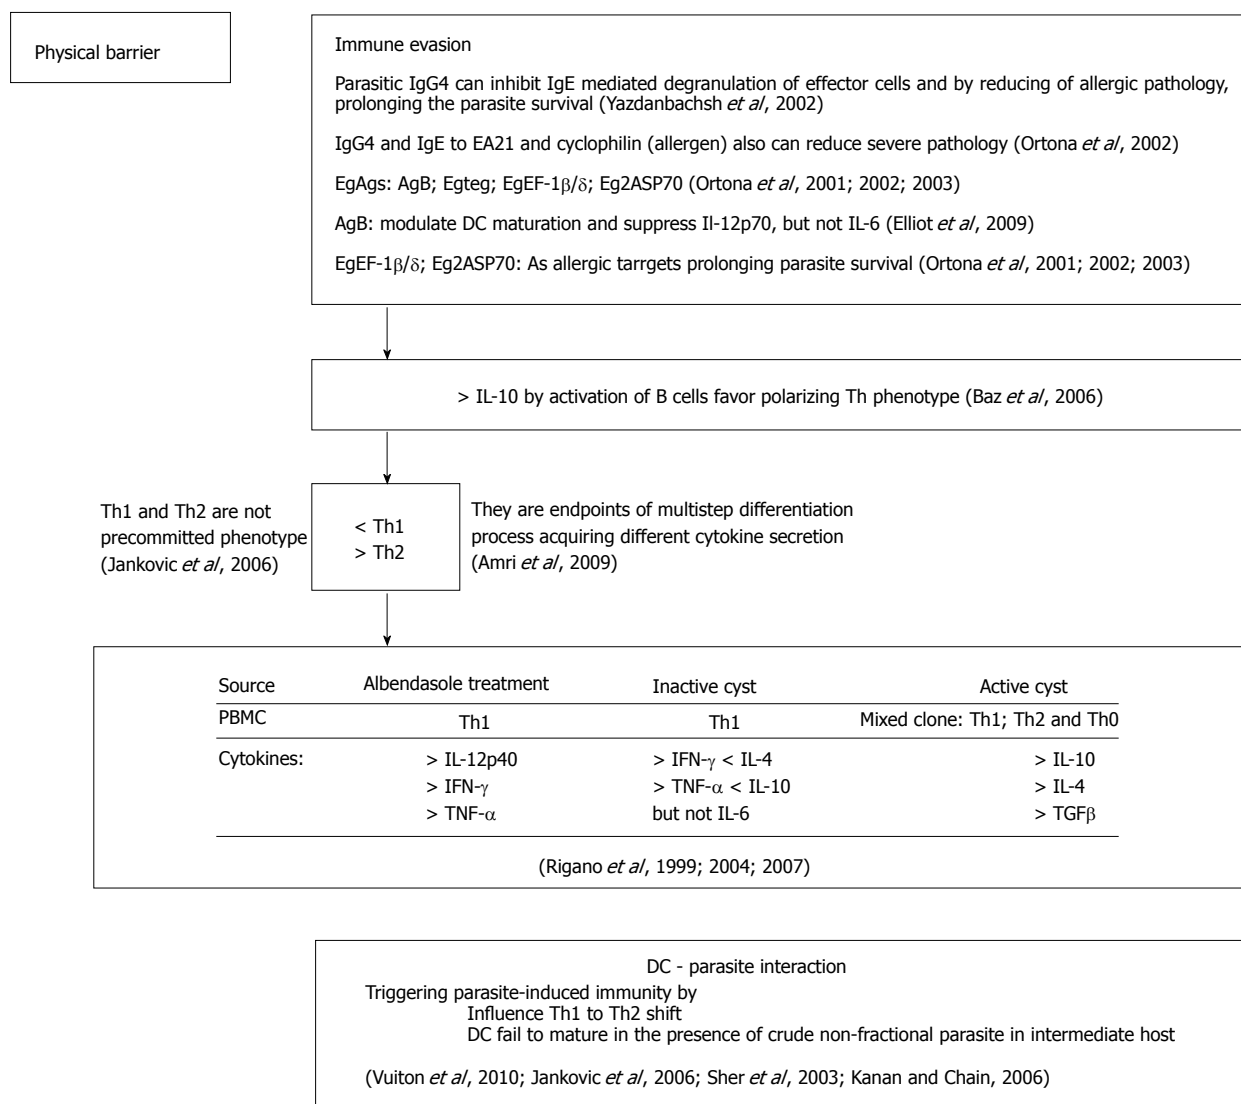 Physical barrier
Immune evasion
Parasitic IgG4 can inhibit IgE mediated degranulation of effector cells and by reducing of allergic pathology,
prolonging the parasite survival (Yazdanbachsh et al, 2002)
IgG4 and IgE to EA21 and cyclophilin (allergen) also can reduce severe pathology (Ortona et al, 2002)
EgAgs: AgB; Egteg; EgEF-1β/δ; Eg2ASP70 (Ortona et al, 2001; 2002; 2003)
AgB: modulate DC maturation and suppress Il-12p70, but not IL-6 (Elliot et al, 2009)
EgEF-1β/δ; Eg2ASP70: As allergic tarrgets prolonging parasite survival (Ortona et al, 2001; 2002; 2003)
> IL-10 by activation of B cells favor polarizing Th phenotype (Baz et al, 2006)
Th1 and Th2 are not
precommitted phenotype
(Jankovic et al, 2006)
< Th1
> Th2
They are endpoints of multistep differentiation
process acquiring different cytokine secretion
(Amri et al, 2009)
Source Albendasole treatment Inactive cyst Active cyst
PBMC Th1 Th1 Mixed clone: Th1; Th2 and Th0
Cytokines: > IL-12p40 > IFN-γ < IL-4 > IL-10
> IFN-γ > TNF-α < IL-10 > IL-4
> TNF-α but not IL-6 > TGFβ
(Rigano et al, 1999; 2004; 2007)
DC - parasite interaction
Triggering parasite-induced immunity by
Influence Th1 to Th2 shift
DC fail to mature in the presence of crude non-fractional parasite in intermediate host
(Vuiton et al, 2010; Jankovic et al, 2006; Sher et al, 2003; Kanan and Chain, 2006)